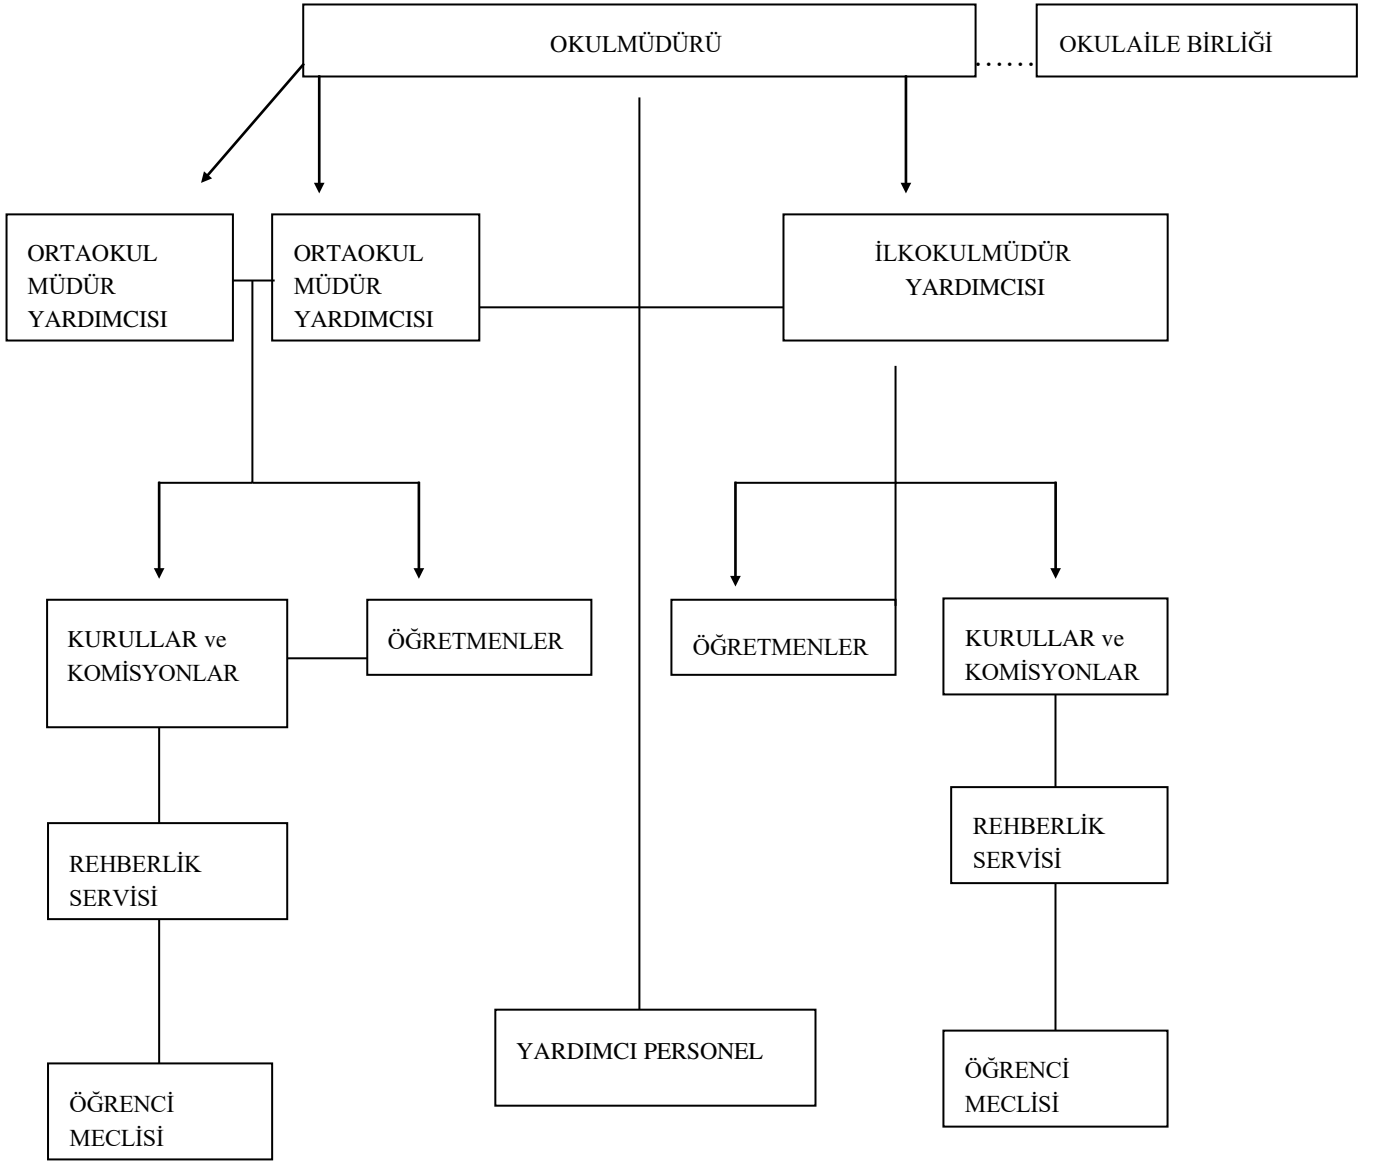 OKULMÜDÜRÜ
OKULAİLE BİRLİĞİ
......
ORTAOKUL
MÜDÜR
YARDIMCISI
ORTAOKUL
MÜDÜR
YARDIMCISI
İLKOKULMÜDÜR
YARDIMCISI
KURULLAR ve
KOMİSYONLAR
ÖĞRETMENLER
ÖĞRETMENLER
KURULLAR ve
KOMİSYONLAR
REHBERLİK
SERVİSİ
REHBERLİK
SERVİSİ
YARDIMCI PERSONEL
ÖĞRENCİ
MECLİSİ
ÖĞRENCİ
MECLİSİ